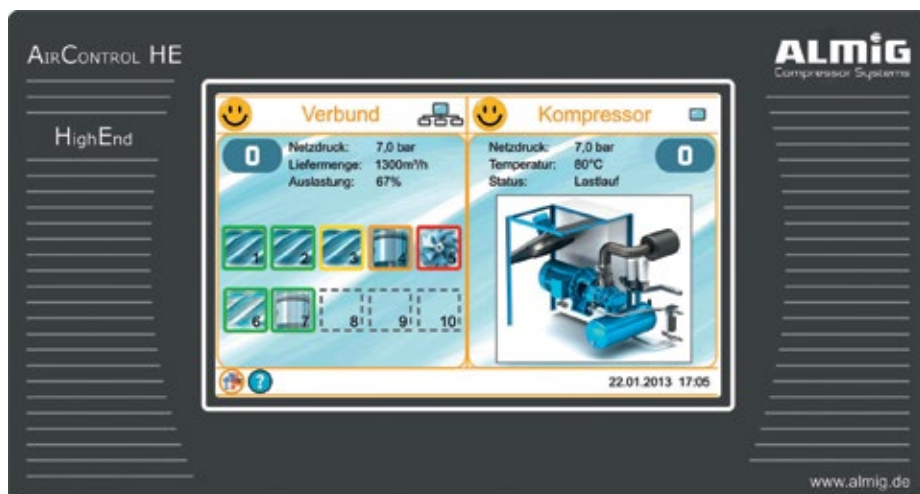 AIRCONTROL HE
HighEnd
ALMiG
Compressor Systems
Verbund
0
Netzdruck: 7,0 bar
Liefermenge: 1300m³/h
Auslastung: 67%
1 2 3 4 5
6 7 8 9 10
Kompressor
Netzdruck: 7,0 bar
Temperatur: 80°C
Status: Lastlauf
0
?
22.01.2013 17:05
www.almig.de